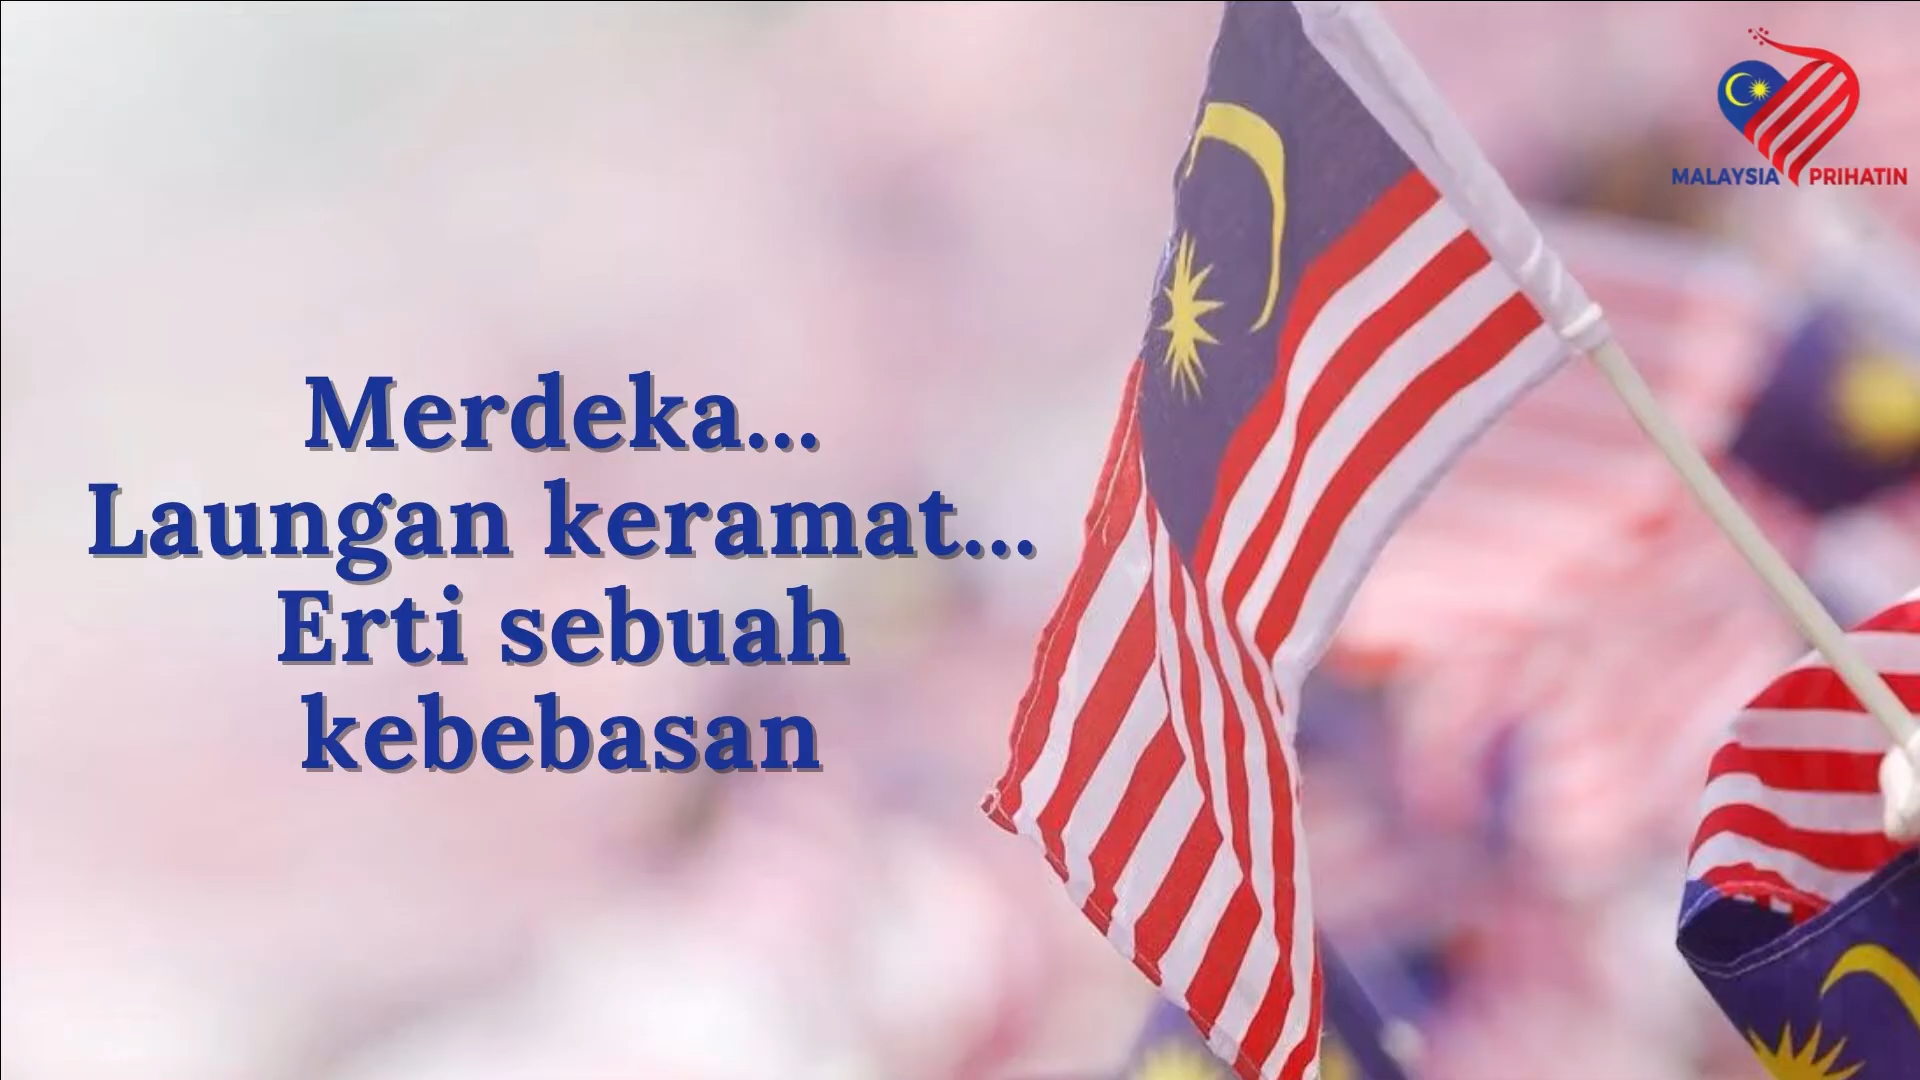 Merdeka...
Laungan keramat...
Erti sebuah
kebebasan
MALAYSIA PRIHATIN